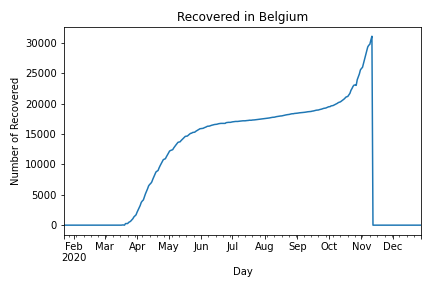 Recovered in Belgium
Number of Recovered
30000
25000
20000
15000
10000
5000
0
Feb Mar Apr May Jun Jul Aug Sep Oct Nov Dec
2020
Day